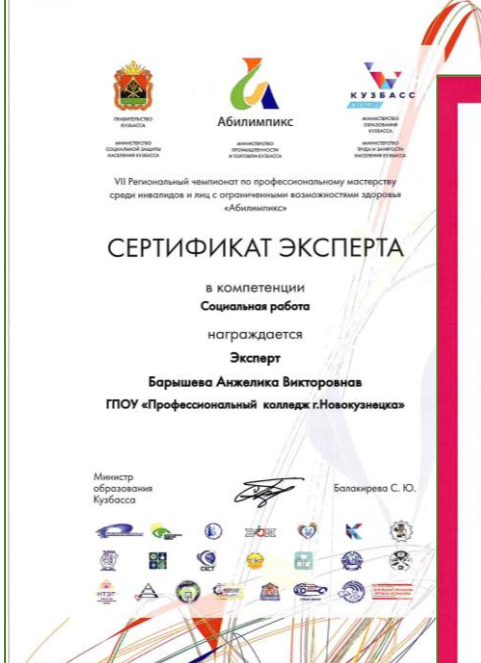 ПРАВИТЕЛЬСТВО
КУЗБАССА
Абилимпикс
КУЗБАСС
МИНИСТЕРСТВО
ОБРАЗОВАНИЯ
КУЗБАССА
МИНИСТЕРСТВО
СОЦИАЛЬНОЙ ЗАЩИТЫ
НАСЕЛЕНИЯ КУЗБАССА
МИНИСТЕРСТВО
ПРОМЫШЛЕННОСТИ
И ТОРГОВЛИ КУЗБАССА
МИНИСТЕРСТВО
ТРУДА И ЗАНЯТОСТИ
НАСЕЛЕНИЯ КУЗБАССА
VII Региональный чемпионат по профессиональному мастерству
среди инвалидов и лиц с ограниченными возможностями здоровья
«Абилимпикс»
СЕРТИФИКАТ ЭКСПЕРТА
в компетенции
Социальная работа
награждается
Эксперт
Барышева Анжелика Викторовнав
ГПОУ «Профессиональный колледж г.Новокузнецка»
Министр
образования
Кузбасса
Балакирева С. Ю.